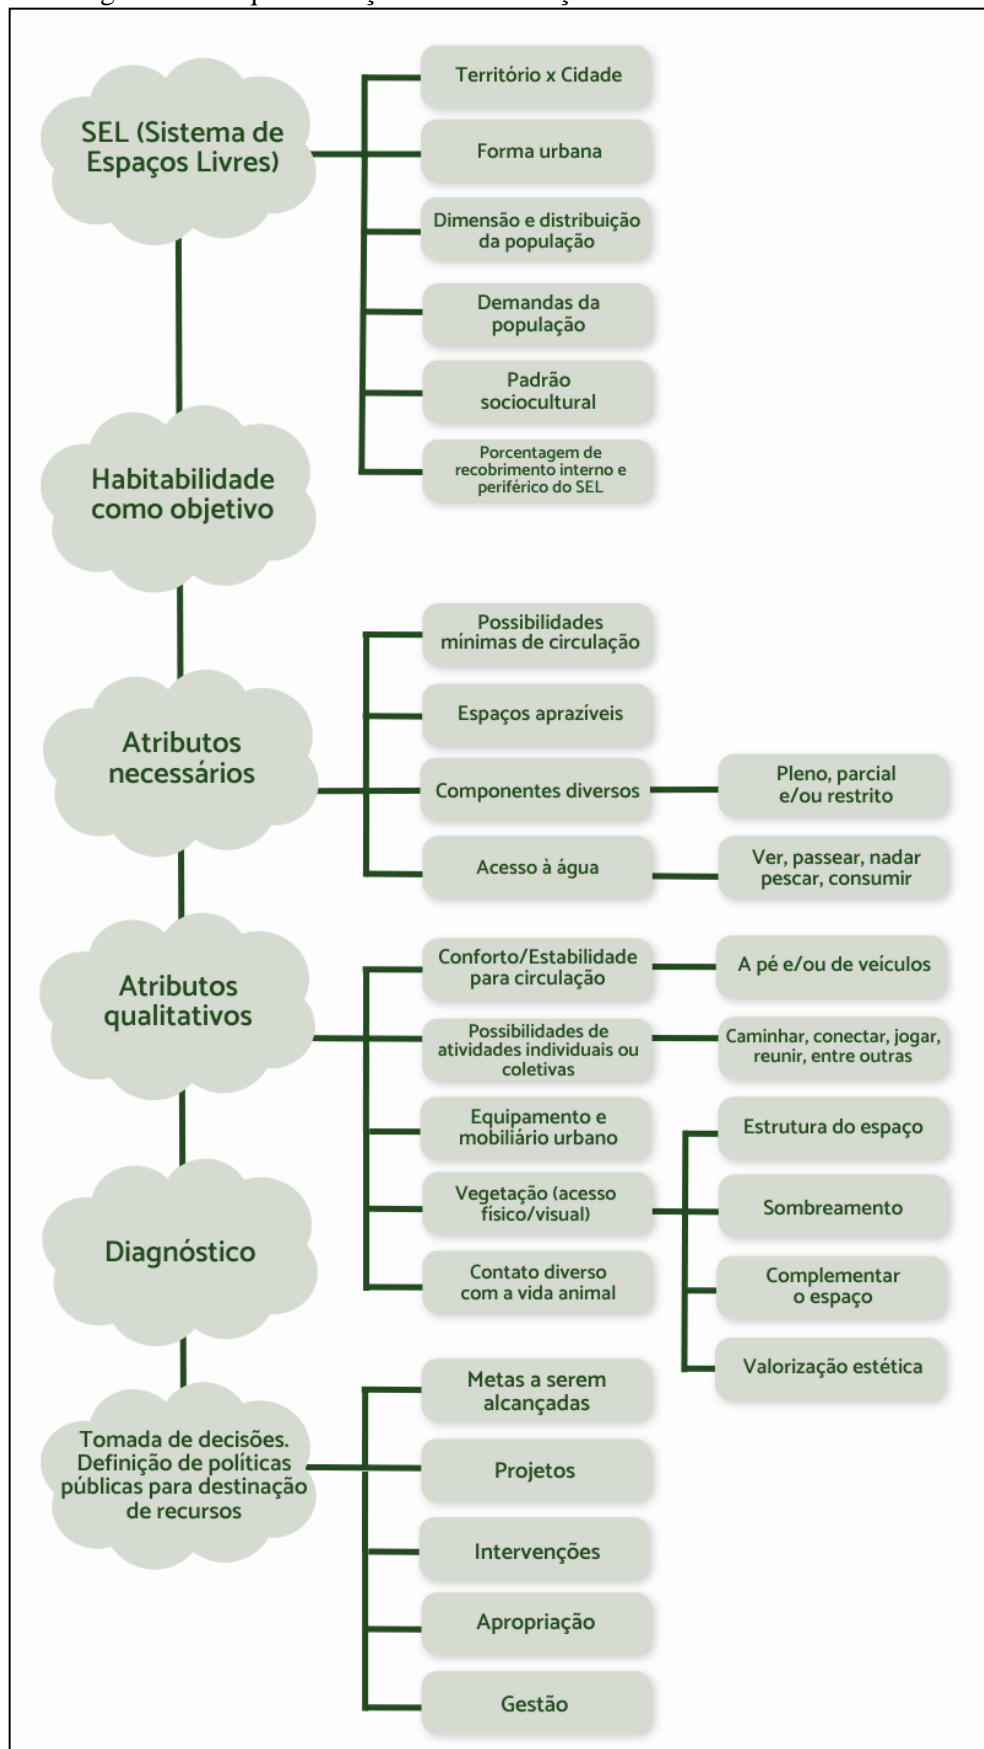 SEL (Sistema de
Espaços Livres)
Território x Cidade
Forma urbana
Dimensão e distribuição
da população
Demandas da
população
Padrão
sociocultural
Porcentagem de
recobrimento interno e
periférico do SEL
Habitabilidade
como objetivo
Atributos
necessários
Possibilidades
mínimas de circulação
Espaços aprazíveis
Componentes diversos
Pleno, parcial
e/ou restrito
Acesso à água
Ver, passear, nadar
pescar, consumir
Atributos
qualitativos
Conforto/Estabilidade
para circulação
A pé e/ou de veículos
Possibilidades de
atividades individuais ou
coletivas
Caminhar, conectar, jogar,
reunir, entre outras
Equipamento e
mobiliário urbano
Vegetação (acesso
físico/visual)
Estrutura do espaço
Sombreamento
Complementar
o espaço
Valorização estética
Contato diverso
com a vida animal
Diagnóstico
Tomada de decisões.
Definição de políticas
públicas para destinação
de recursos
Metas a serem
alcançadas
Projetos
Intervenções
Apropriação
Gestão